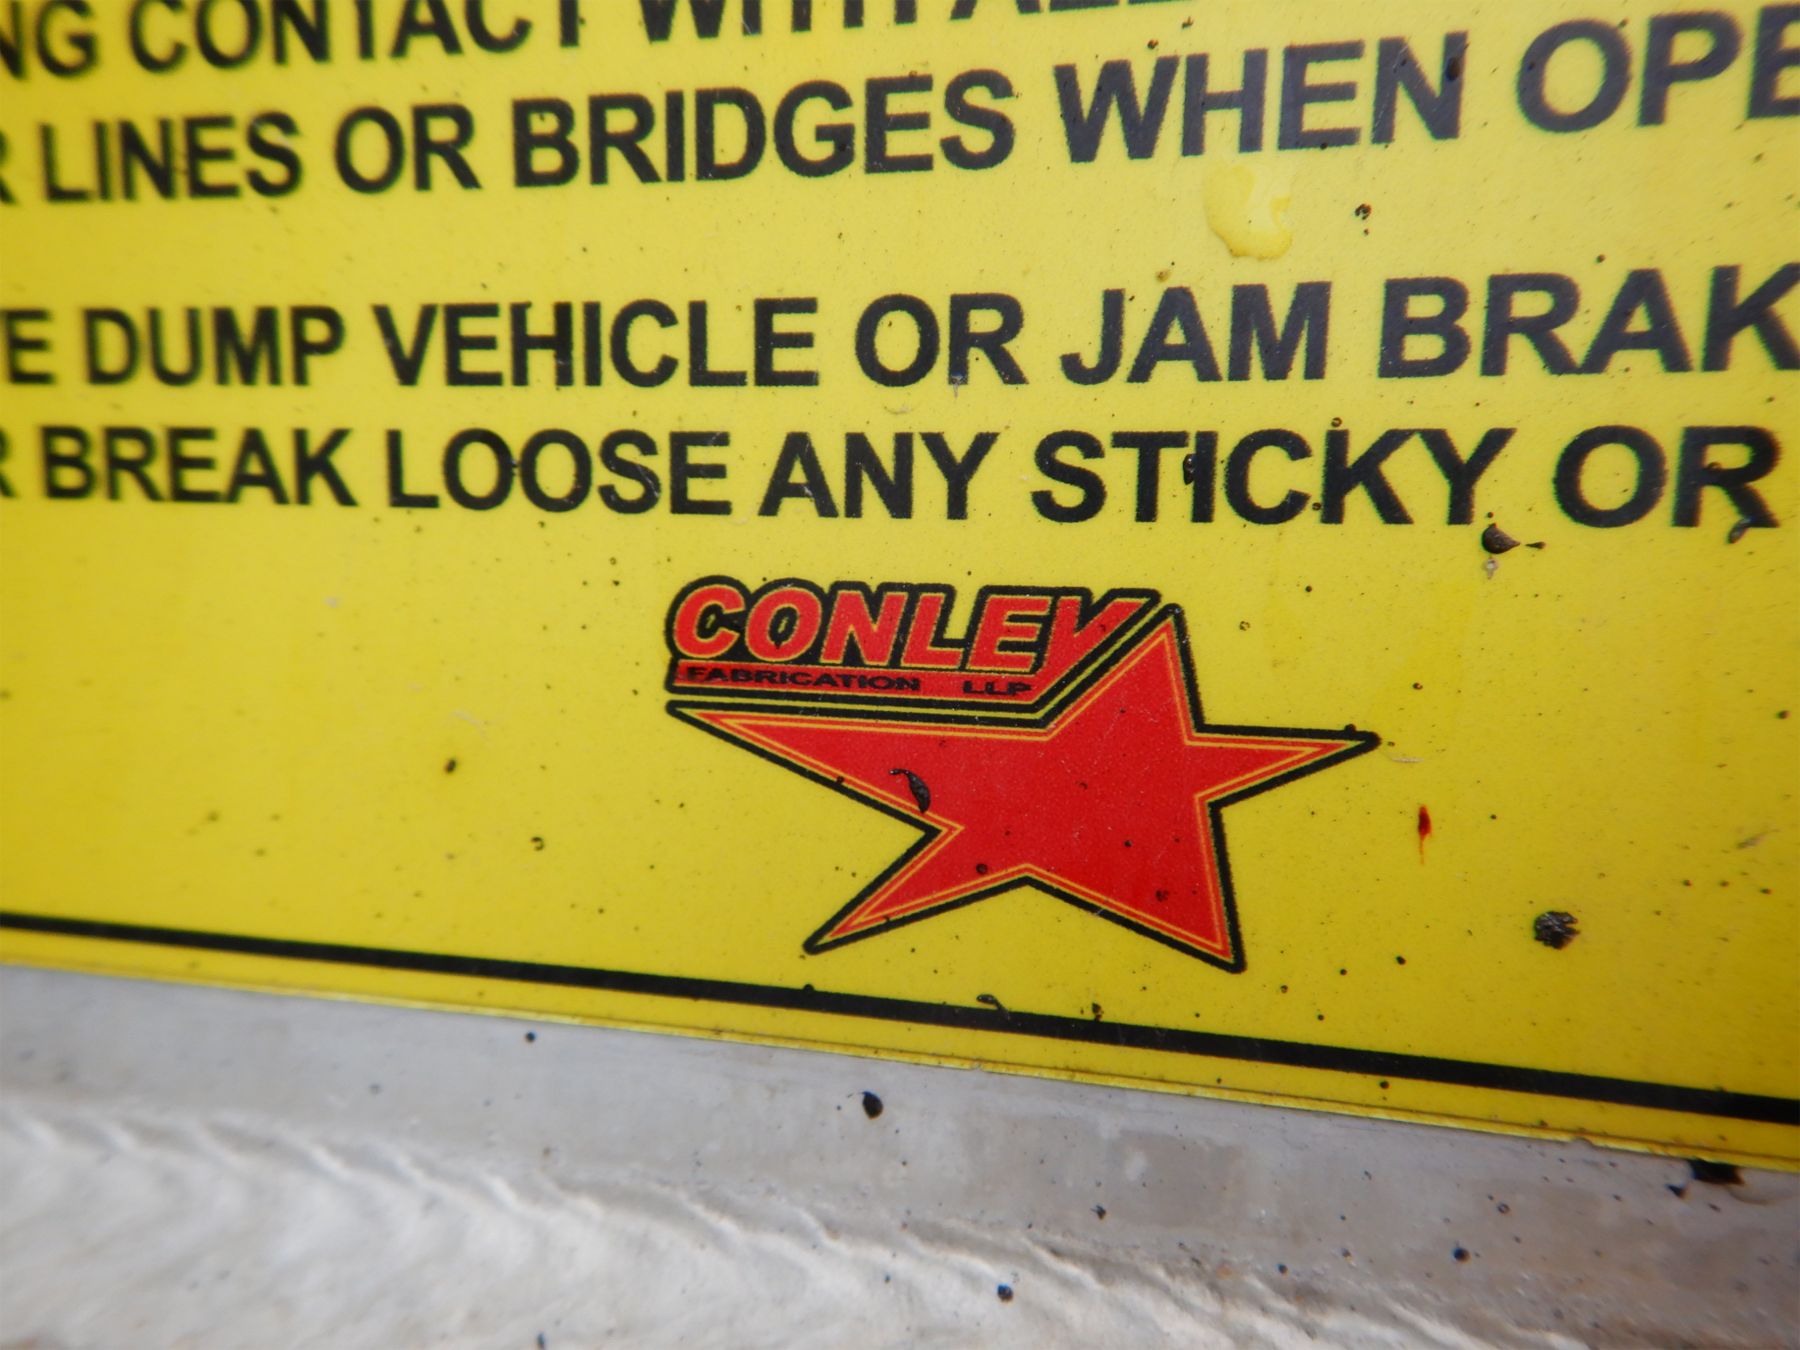 NG CONTACT WITH ALL
R LINES OR BRIDGES WHEN OPE
E DUMP VEHICLE OR JAM BRAK
R BREAK LOOSE ANY STICKY OR
CONLEY
FABRICATION LLP